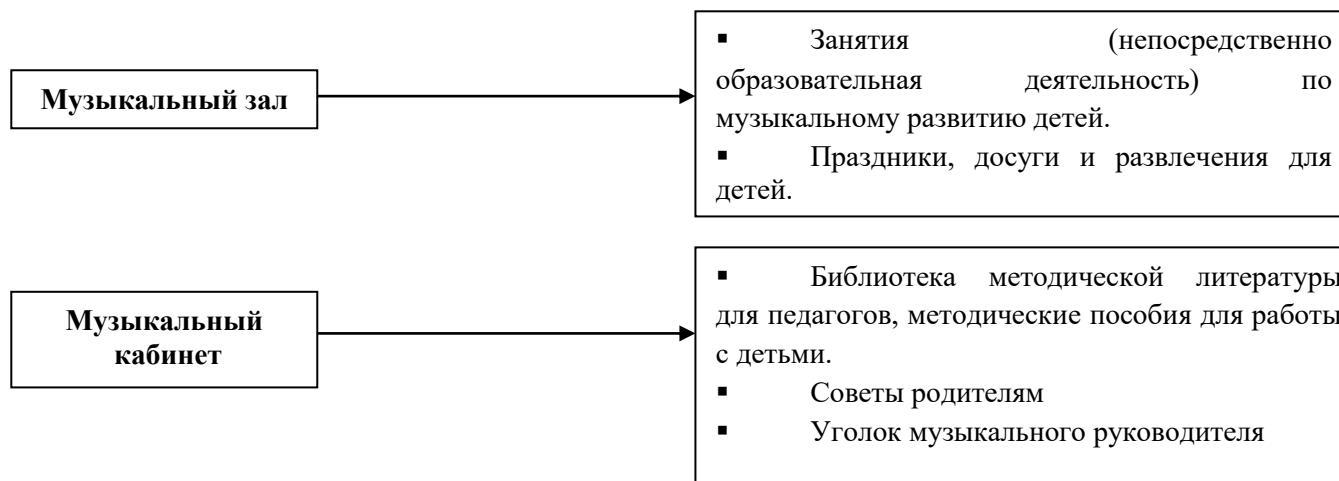 Музыкальный зал
▪ Занятия (непосредственно
образовательная деятельность) по
музыкальному развитию детей.
▪ Праздники, досуги и развлечения для
детей.
Музыкальный
кабинет
▪ Библиотека методической литературы
для педагогов, методические пособия для работы
с детьми.
▪ Советы родителям
▪ Уголок музыкального руководителя